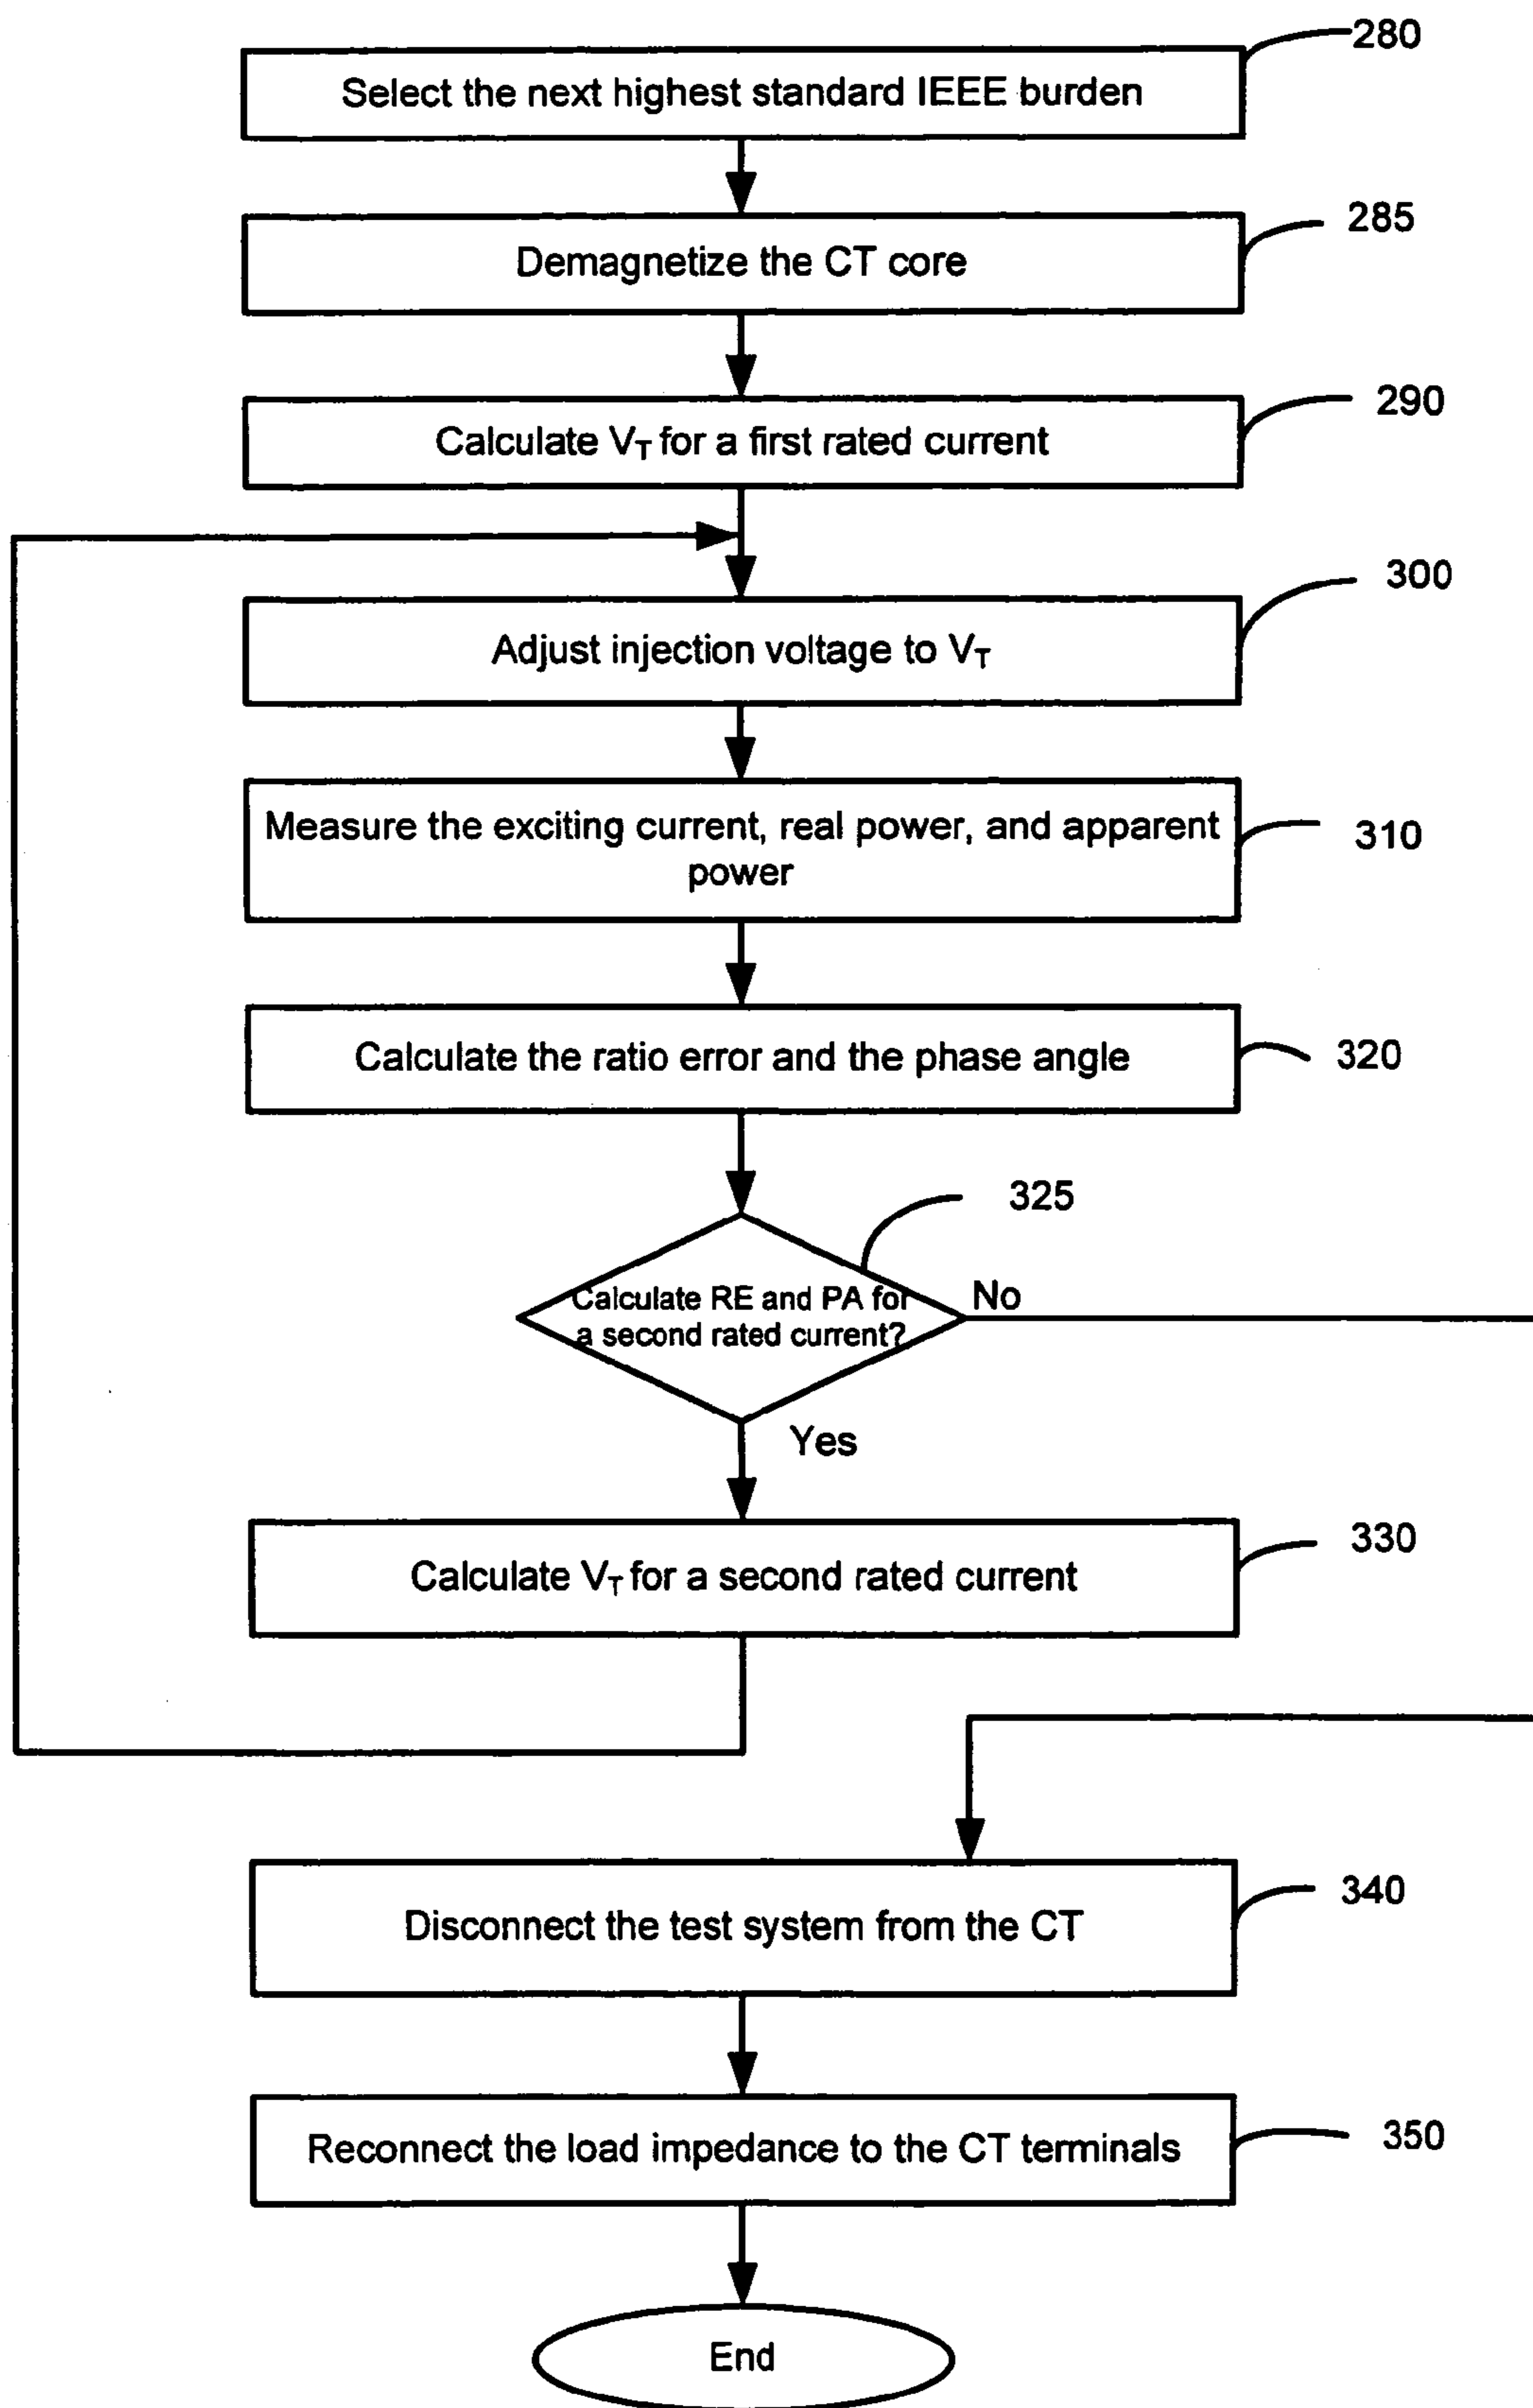 280
Select the next highest standard IEEE burden
285
Demagnetize the CT core
290
Calculate VT for a first rated current
300
Adjust injection voltage to VT
Measure the exciting current, real power, and apparent
power
310
Calculate the ratio error and the phase angle
320
325
Calculate RE and PA for
a second rated current?
No
Yes
330
Calculate VT for a second rated current
340
Disconnect the test system from the CT
350
Reconnect the load impedance to the CT terminals
End